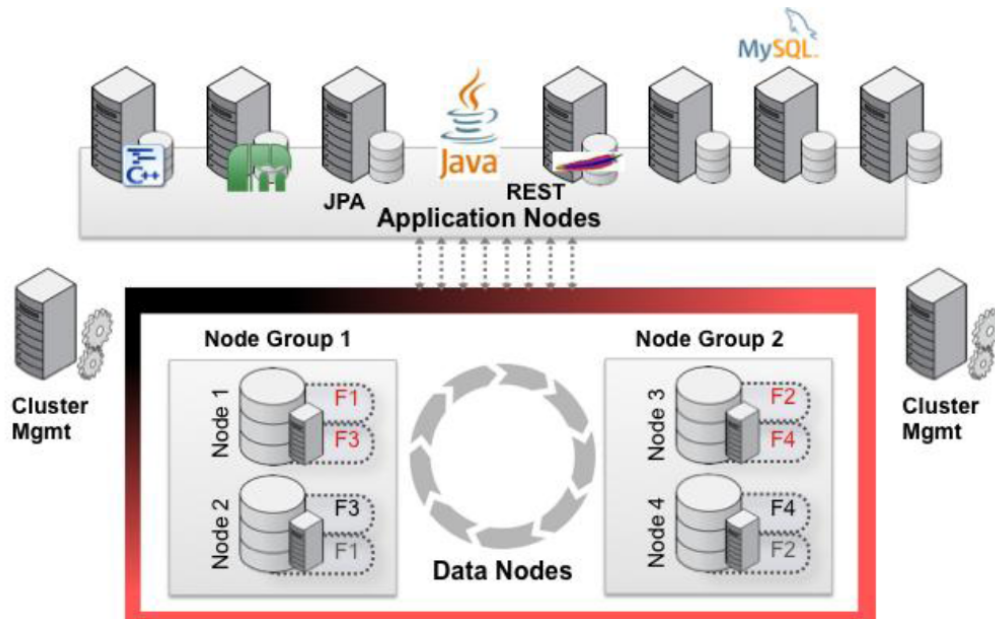 MySQL™
C++
Java
JPA
REST
Application Nodes
Cluster
Mgmt
Node Group 1
Node Group 2
Node 1
F1
F3
Node 2
F3
F1
Node 3
F2
F4
Node 4
F4
F2
Data Nodes
Cluster
Mgmt